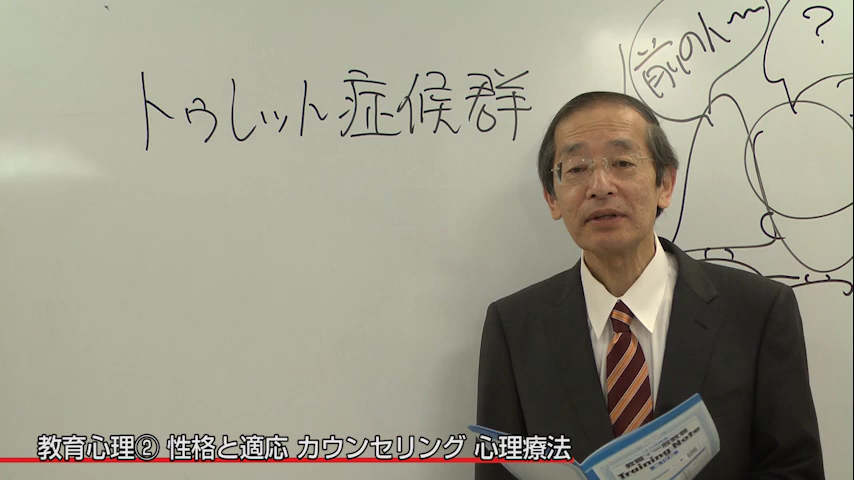 トゥレット症候群
前の人〜
?
Training Note
教育心理② 性格と適応 カウンセリング 心理療法